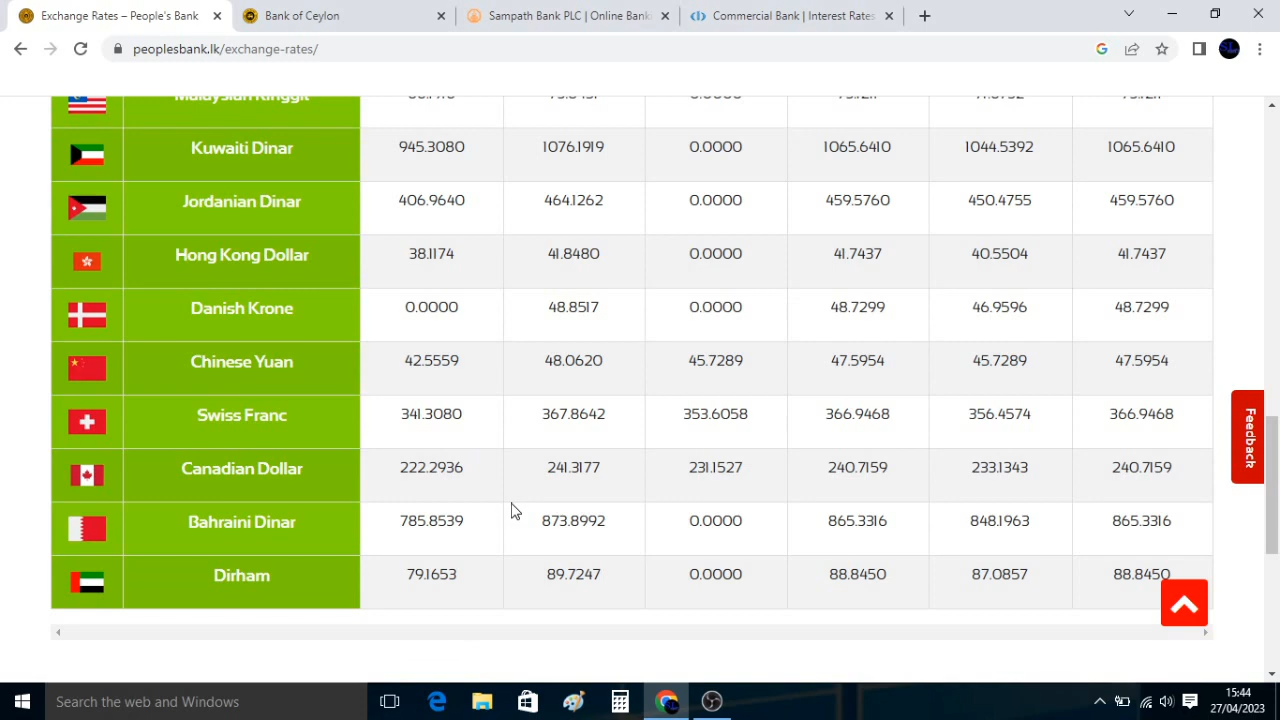 Exchange Rates – People's Bank
Bank of Ceylon
Sampath Bank PLC | Online Banki
Commercial Bank | Interest Rates
peoplesbank.lk/exchange-rates/
Malaysian Ringgit
Kuwaiti Dinar 945.3080 1076.1919 0.0000 1065.6410 1044.5392 1065.6410
Jordanian Dinar 406.9640 464.1262 0.0000 459.5760 450.4755 459.5760
Hong Kong Dollar 38.1174 41.8480 0.0000 41.7437 40.5504 41.7437
Danish Krone 0.0000 48.8517 0.0000 48.7299 46.9596 48.7299
Chinese Yuan 42.5559 48.0620 45.7289 47.5954 45.7289 47.5954
Swiss Franc 341.3080 367.8642 353.6058 366.9468 356.4574 366.9468
Canadian Dollar 222.2936 241.3177 231.1527 240.7159 233.1343 240.7159
Bahraini Dinar 785.8539 873.8992 0.0000 865.3316 848.1963 865.3316
Dirham 79.1653 89.7247 0.0000 88.8450 87.0857 88.8450
Feedback
Search the web and Windows
15:44
27/04/2023